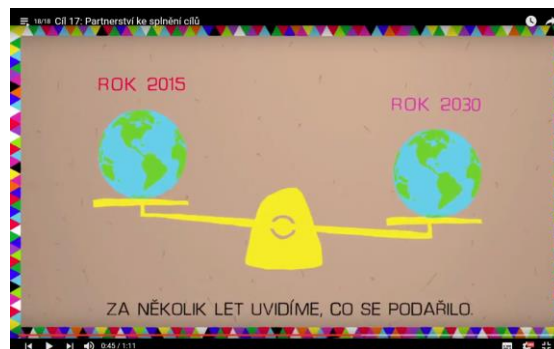 18/18 Cíl 17: Partnerství ke splnění cílů
ROK 2015
ROK 2030
ZA NĚKOLIK LET UVIDÍME, CO SE PODAŘILO.
0:45 / 1:11